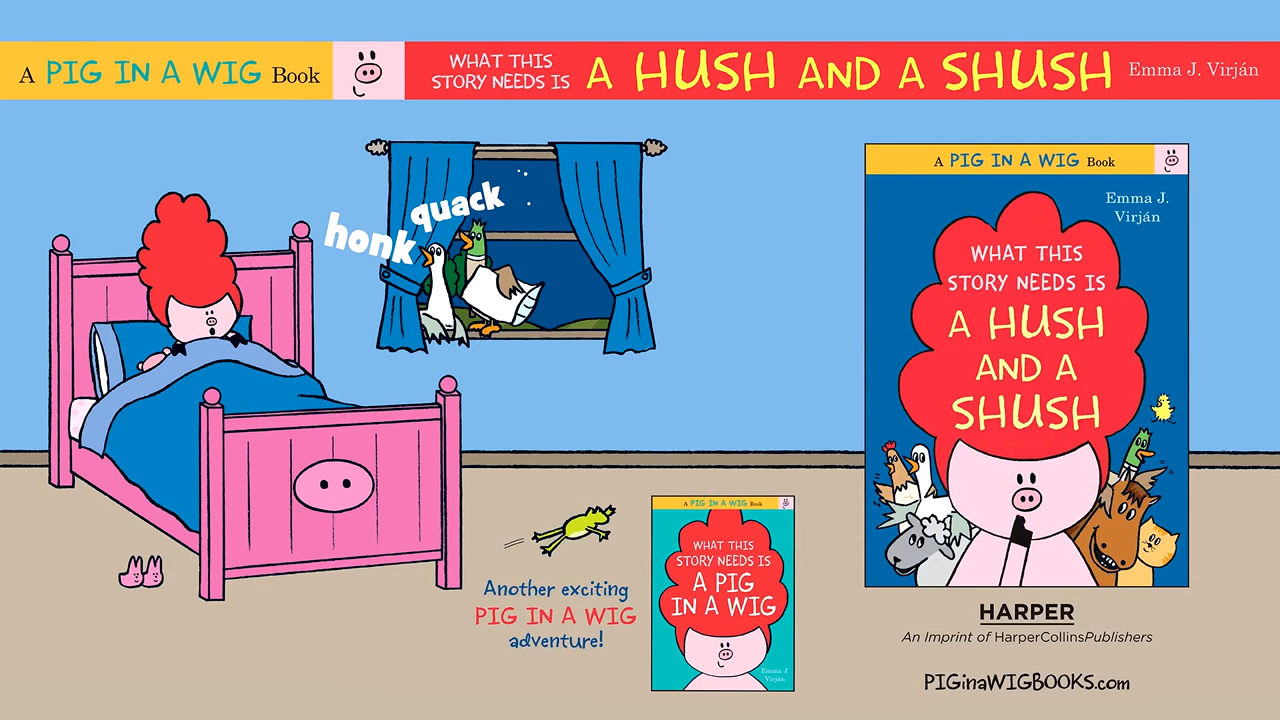 A PIG IN A WIG Book
WHAT THIS
STORY NEEDS IS
A HUSH AND A SHUSH
Emma J. Virján
quack
honk
A PIG IN A WIG Book
Emma J.
Virján
WHAT THIS
STORY NEEDS IS
A HUSH
AND A
SHUSH
A PIG IN A WIG Book
WHAT THIS
STORY NEEDS IS
A PIG
IN A WIG
Emma J.
Virján
Another exciting
PIG IN A WIG
adventure!
HARPER
An Imprint of HarperCollinsPublishers
PIGinaWIGBOOKS.com